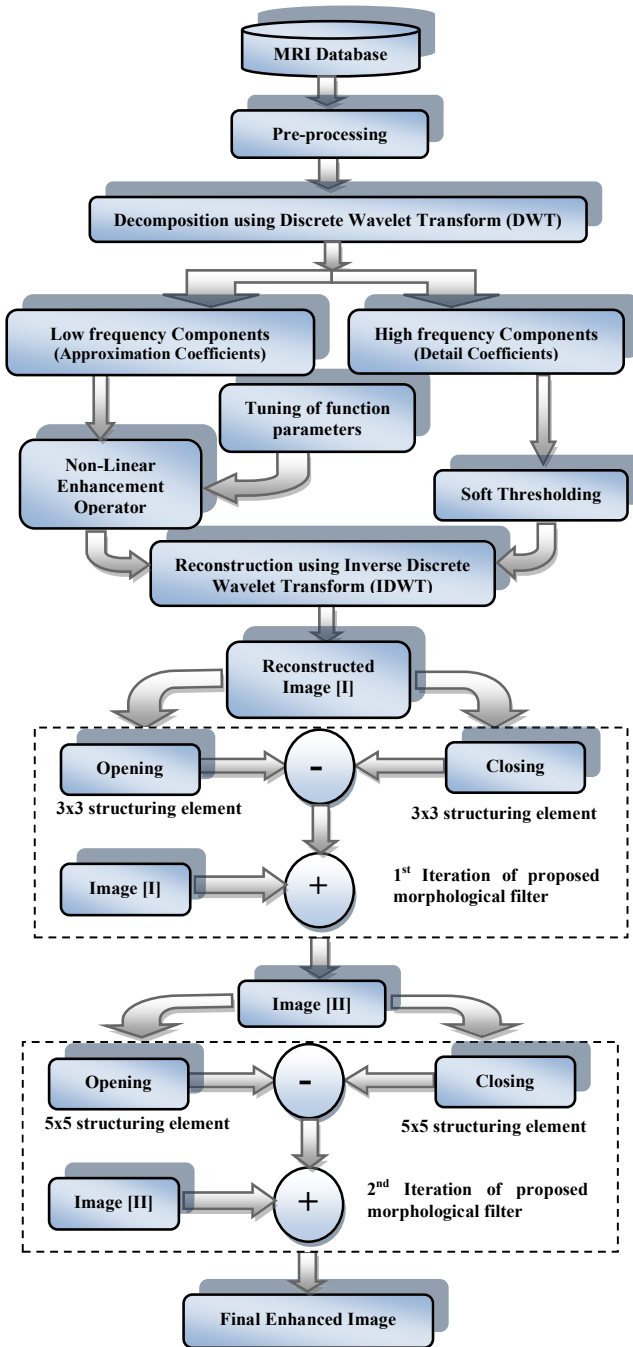 MRI Database
Pre-processing
Decomposition using Discrete Wavelet Transform (DWT)
Low frequency Components
(Approximation Coefficients)
High frequency Components
(Detail Coefficients)
Tuning of function
parameters
Non-Linear
Enhancement
Operator
Soft Thresholding
Reconstruction using Inverse Discrete
Wavelet Transform (IDWT)
Reconstructed
Image [I]
Opening
-
Closing
3x3 structuring element
3x3 structuring element
Image [I]
+
1st Iteration of proposed
morphological filter
Image [II]
Opening
-
Closing
5x5 structuring element
5x5 structuring element
Image [II]
+
2nd Iteration of proposed
morphological filter
Final Enhanced Image